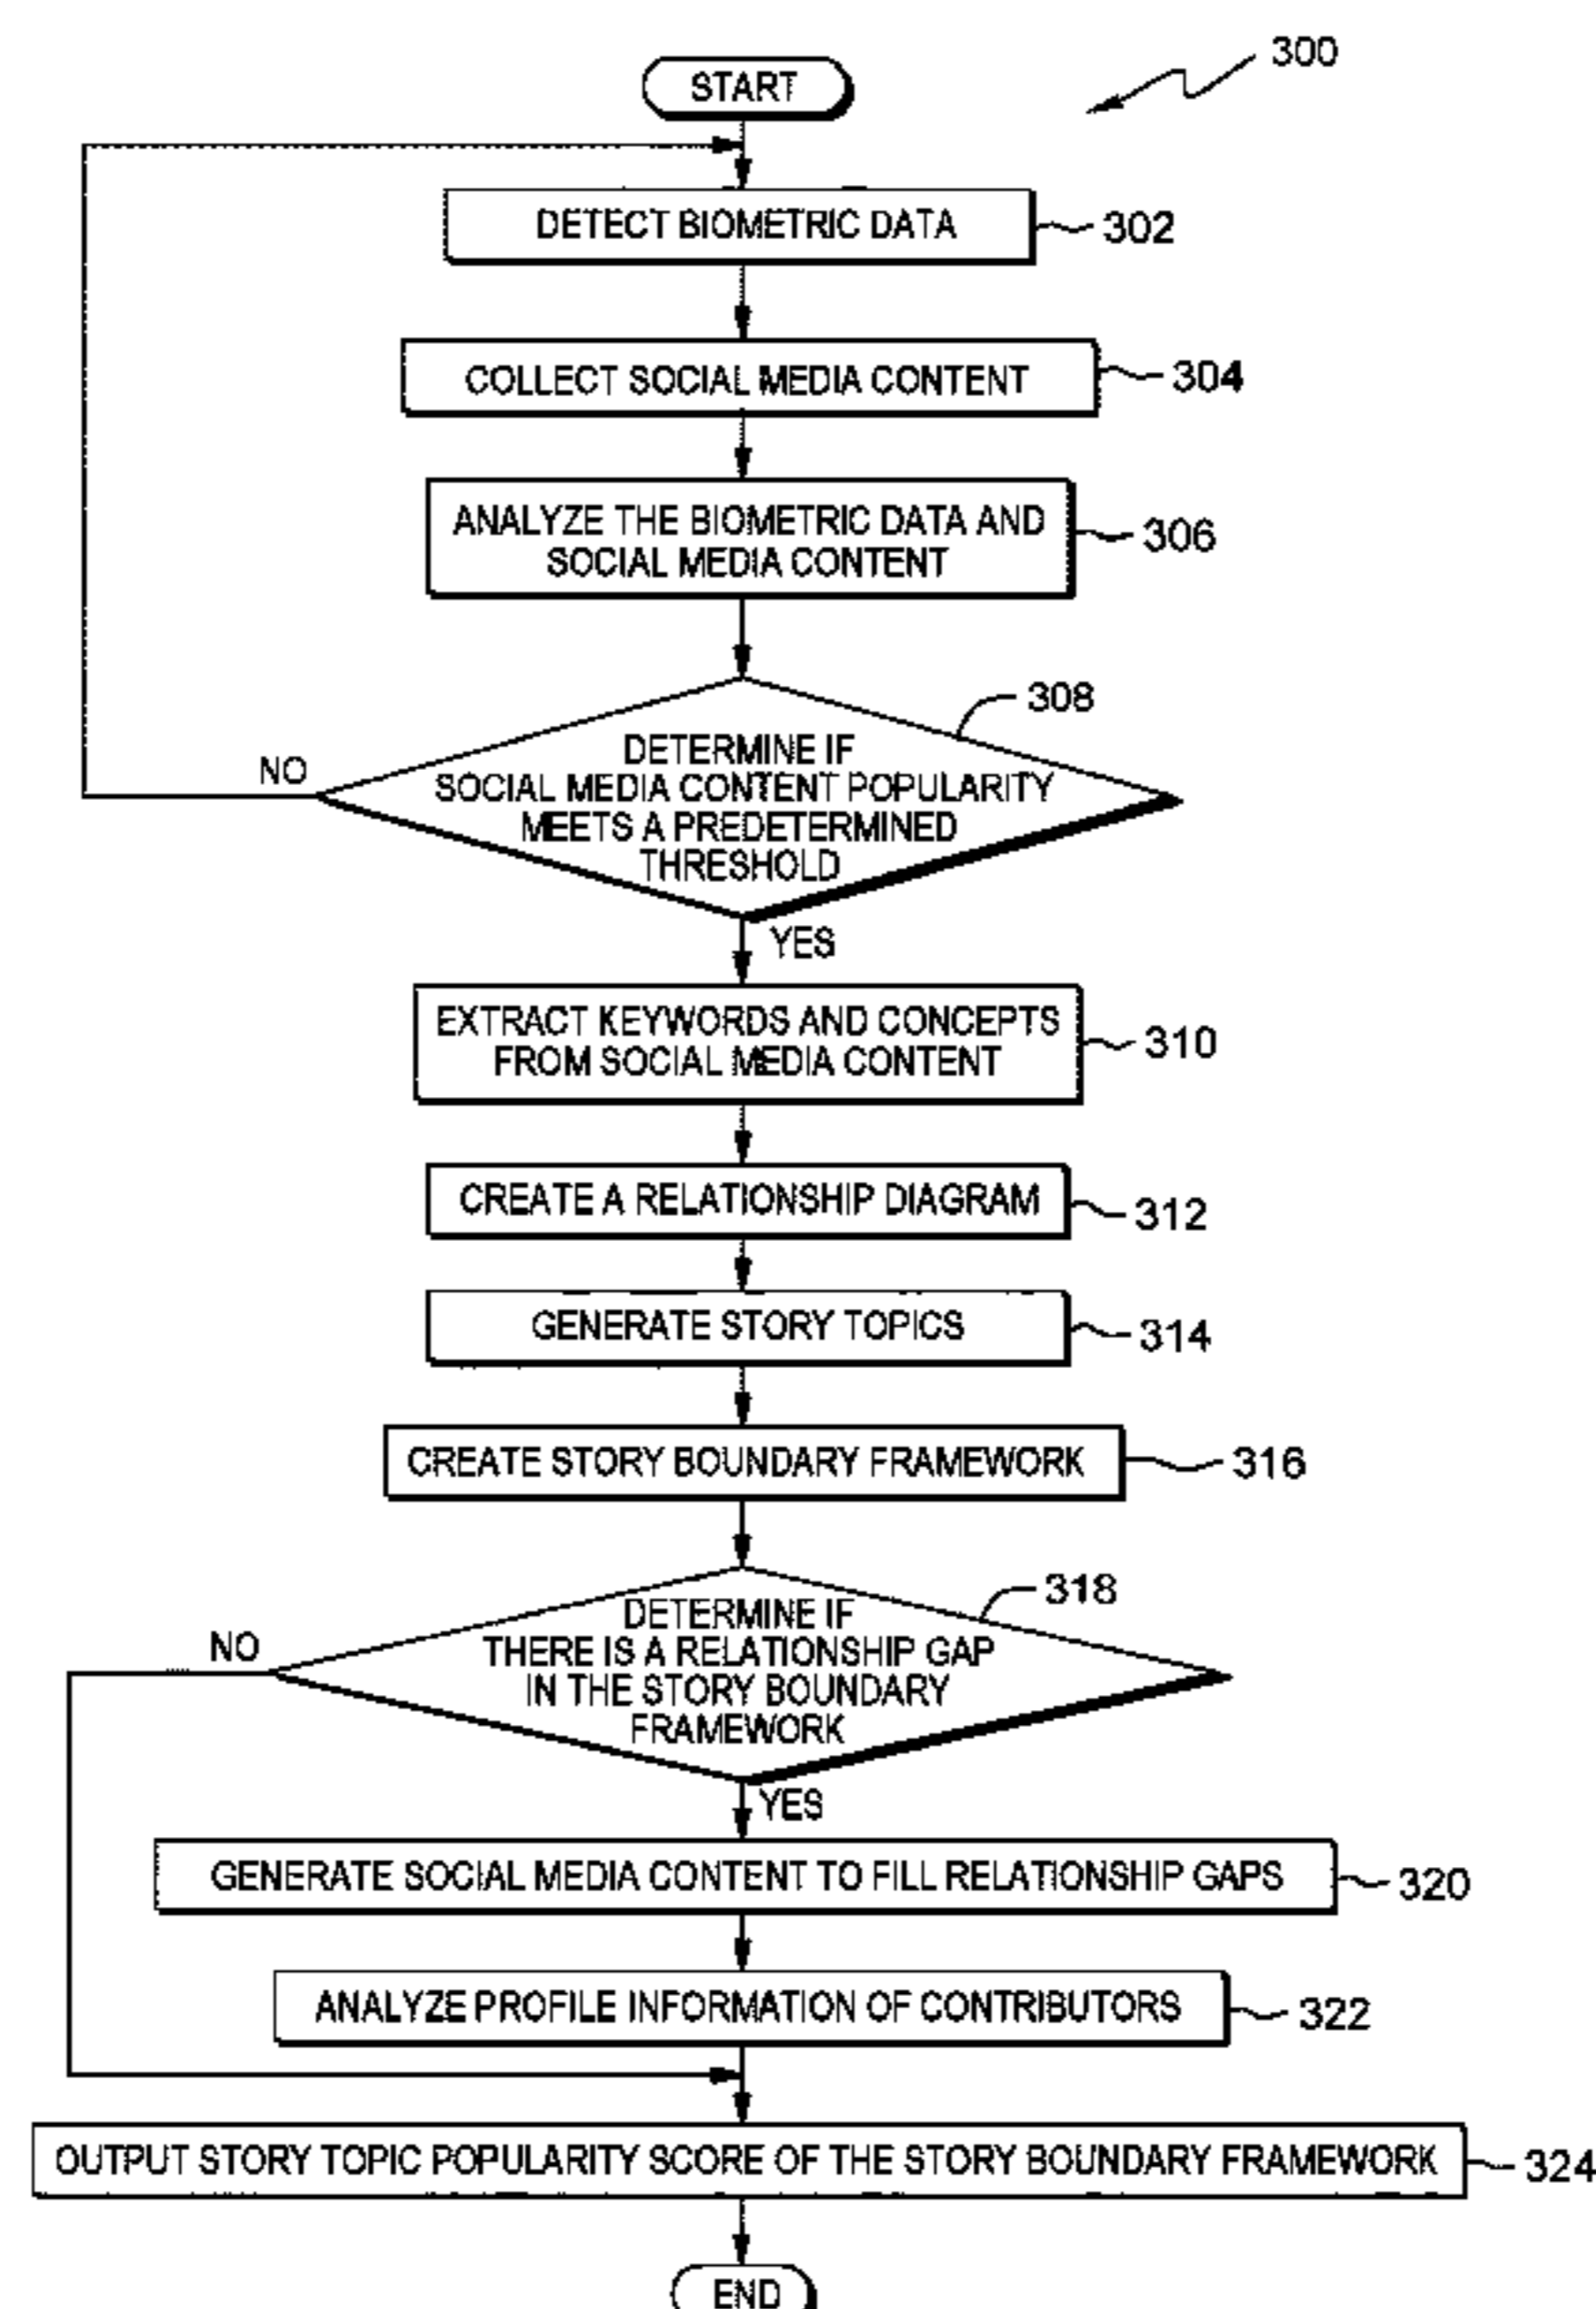 300
START
DETECT BIOMETRIC DATA
302
COLLECT SOCIAL MEDIA CONTENT
304
ANALYZE THE BIOMETRIC DATA AND
SOCIAL MEDIA CONTENT
306
308
DETERMINE IF
SOCIAL MEDIA CONTENT POPULARITY
MEETS A PREDETERMINED
THRESHOLD
NO
YES
EXTRACT KEYWORDS AND CONCEPTS
FROM SOCIAL MEDIA CONTENT
310
CREATE A RELATIONSHIP DIAGRAM
312
GENERATE STORY TOPICS
314
CREATE STORY BOUNDARY FRAMEWORK
316
318
DETERMINE IF
THERE IS A RELATIONSHIP GAP
IN THE STORY BOUNDARY
FRAMEWORK
NO
YES
GENERATE SOCIAL MEDIA CONTENT TO FILL RELATIONSHIP GAPS
320
ANALYZE PROFILE INFORMATION OF CONTRIBUTORS
322
OUTPUT STORY TOPIC POPULARITY SCORE OF THE STORY BOUNDARY FRAMEWORK
324
END